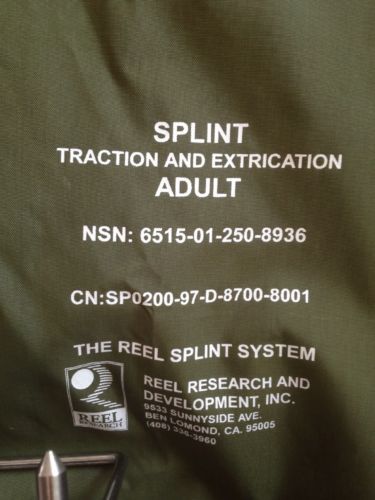 SPLINT
TRACTION AND EXTRICATION
ADULT
NSN: 6515-01-250-8936
CN:SP0200-97-D-8700-8001
THE REEL SPLINT SYSTEM
REEL
RESEARCH
REEL RESEARCH AND
DEVELOPMENT, INC.
9533 SUNNYSIDE AVE.
BEN LOMOND, CA. 95005
(408) 336-3960